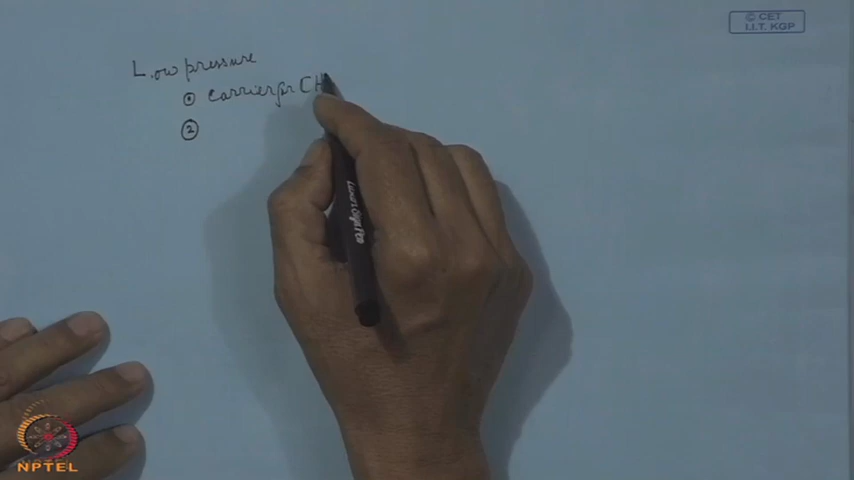 © CET
I.I.T. KGP
Low pressure
① carrier for CH
②
NPTEL